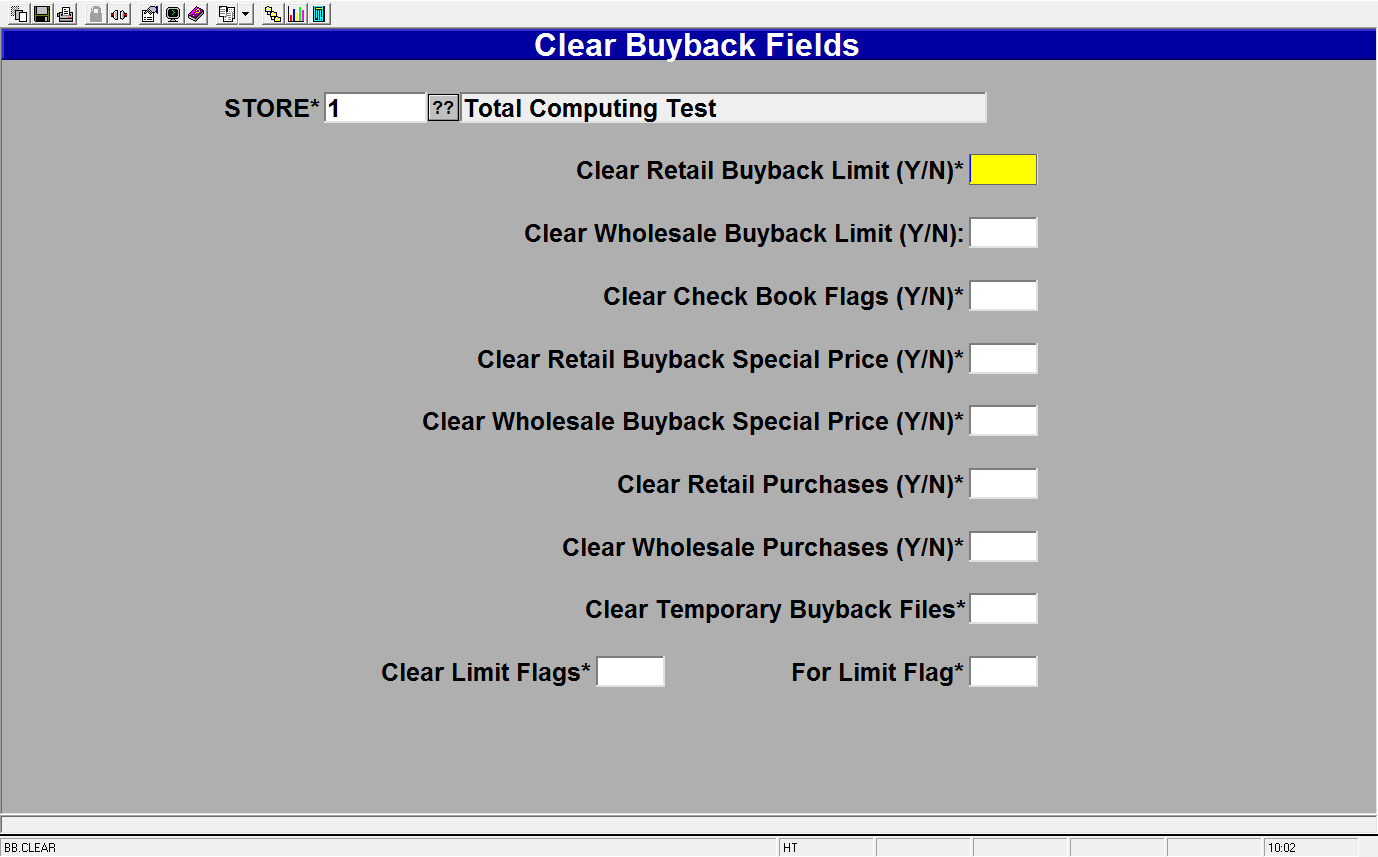 Clear Buyback Fields
STORE* 1 ?? Total Computing Test
Clear Retail Buyback Limit (Y/N)*
Clear Wholesale Buyback Limit (Y/N):
Clear Check Book Flags (Y/N)*
Clear Retail Buyback Special Price (Y/N)*
Clear Wholesale Buyback Special Price (Y/N)*
Clear Retail Purchases (Y/N)*
Clear Wholesale Purchases (Y/N)*
Clear Temporary Buyback Files*
Clear Limit Flags* For Limit Flag*
BB.CLEAR HT 10:02